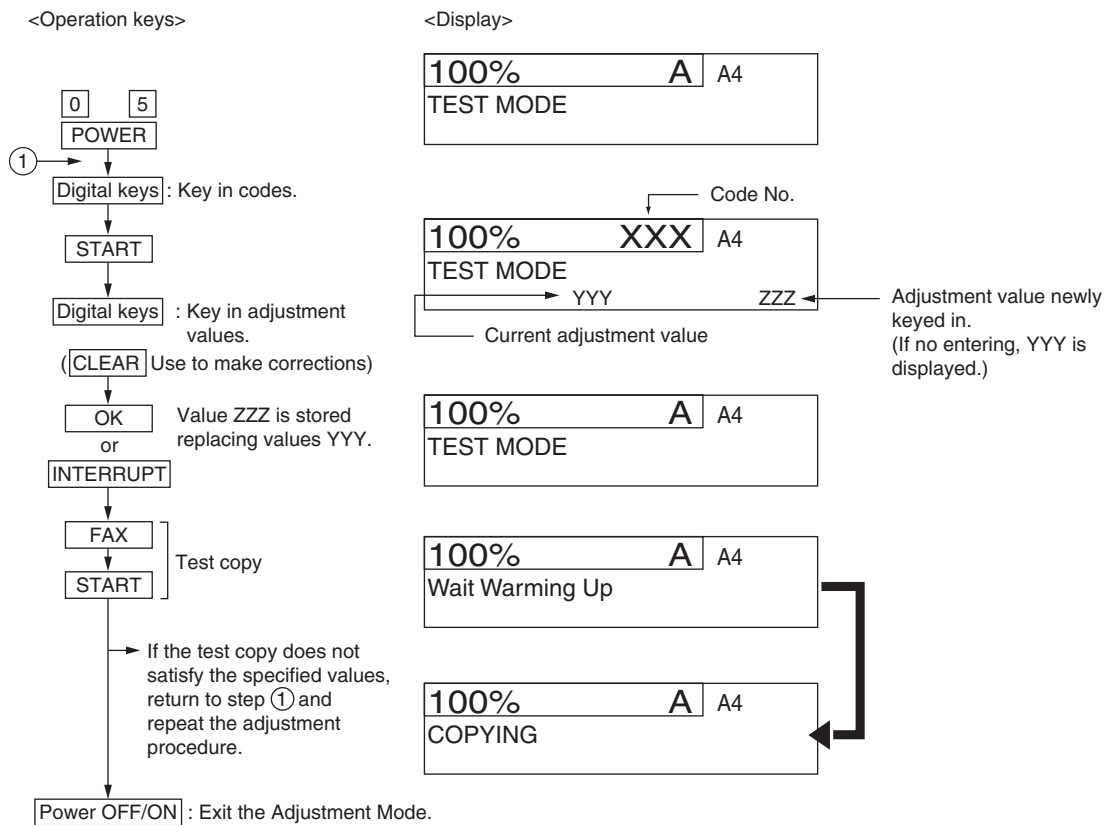 <Operation keys>
<Display>
100% A A4
TEST MODE
0 5
POWER
1
Digital keys : Key in codes.
Code No.
START
100% XXX A4
TEST MODE
YYY ZZZ
Digital keys : Key in adjustment
values.
Current adjustment value
Adjustment value newly
keyed in.
(If no entering, YYY is
displayed.)
( CLEAR Use to make corrections)
OK
or
INTERRUPT
Value ZZZ is stored
replacing values YYY.
100% A A4
TEST MODE
FAX
START
Test copy
100% A A4
Wait Warming Up
If the test copy does not
satisfy the specified values,
return to step 1 and
repeat the adjustment
procedure.
100% A A4
COPYING
Power OFF/ON : Exit the Adjustment Mode.